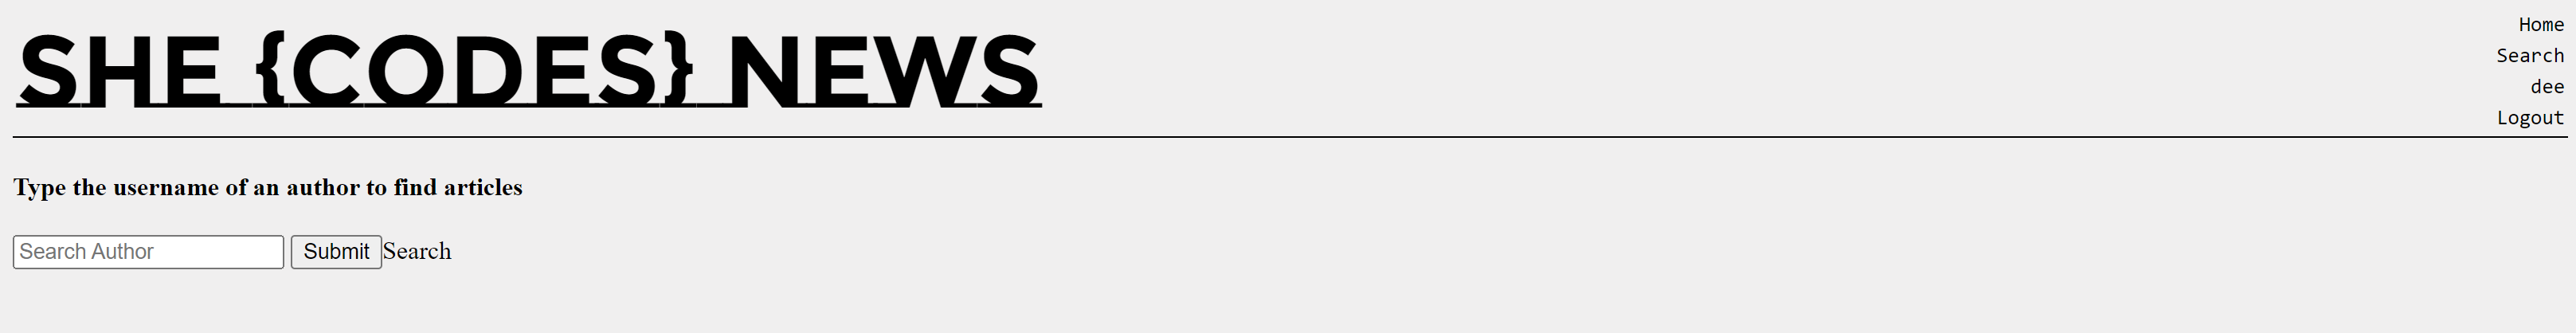 SHE {CODES} NEWS
Home
Search
dee
Logout
Type the username of an author to find articles
Search Author Submit Search